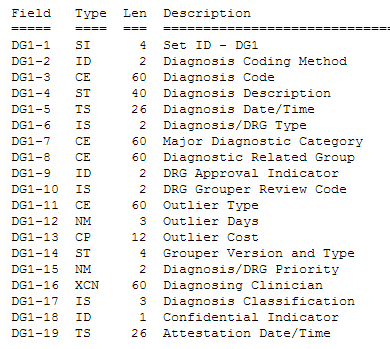 Field Type Len Description
===== ==== === =============================
DG1-1 SI 4 Set ID - DG1
DG1-2 ID 2 Diagnosis Coding Method
DG1-3 CE 60 Diagnosis Code
DG1-4 ST 40 Diagnosis Description
DG1-5 TS 26 Diagnosis Date/Time
DG1-6 IS 2 Diagnosis/DRG Type
DG1-7 CE 60 Major Diagnostic Category
DG1-8 CE 60 Diagnostic Related Group
DG1-9 ID 2 DRG Approval Indicator
DG1-10 IS 2 DRG Grouper Review Code
DG1-11 CE 60 Outlier Type
DG1-12 NM 3 Outlier Days
DG1-13 CP 12 Outlier Cost
DG1-14 ST 4 Grouper Version and Type
DG1-15 NM 2 Diagnosis/DRG Priority
DG1-16 XCN 60 Diagnosing Clinician
DG1-17 IS 3 Diagnosis Classification
DG1-18 ID 1 Confidential Indicator
DG1-19 TS 26 Attestation Date/Time